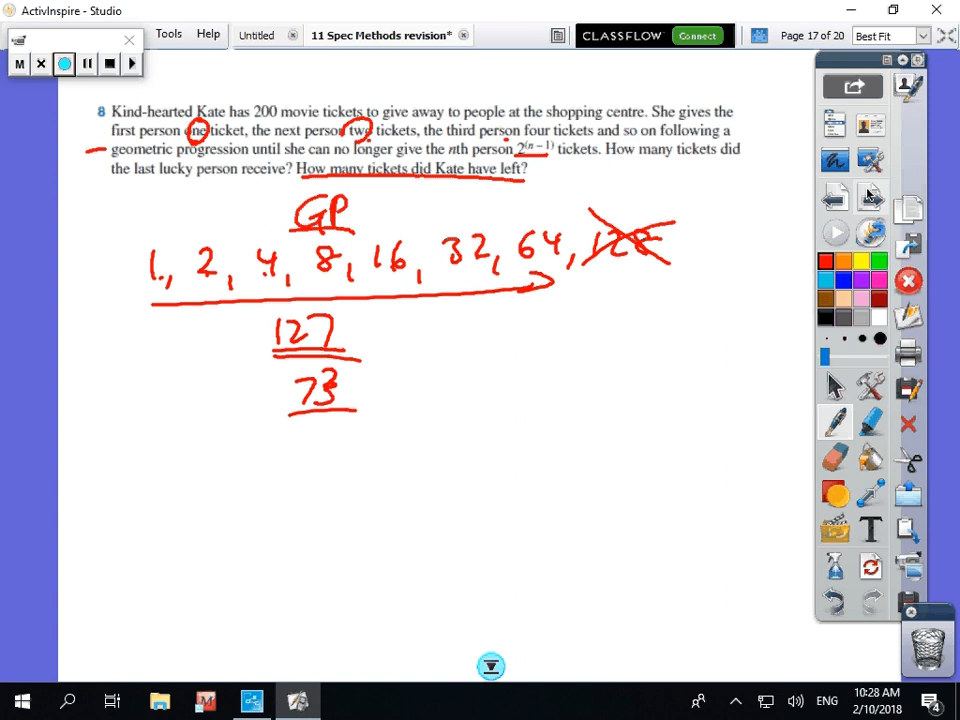 ActivInspire - Studio
Tools Help Untitled 11 Spec Methods revision* CLASSFLOW Connect Page 17 of 20 Best Fit
M
8 Kind-hearted Kate has 200 movie tickets to give away to people at the shopping centre. She gives the
first person one ticket, the next person two tickets, the third person four tickets and so on following a
geometric progression until she can no longer give the nth person 2^(n – 1) tickets. How many tickets did
the last lucky person receive? How many tickets did Kate have left?
GP
1, 2, 4, 8, 16, 32, 64, 128
127
73
T
ENG
10:28 AM
2/10/2018
4